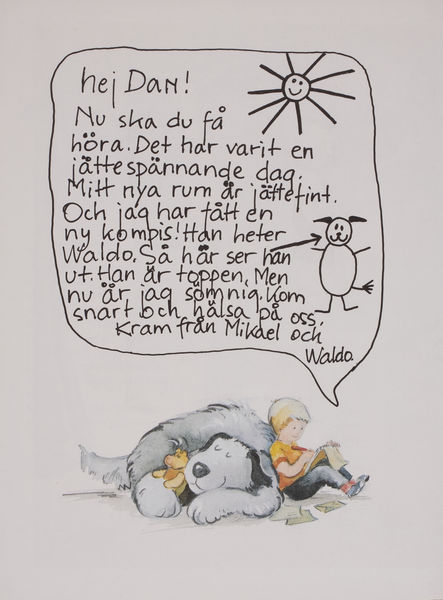 hej Dan!
Nu ska du få
höra. Det har varit en
jättespännande dag.
Mitt nya rum är jättefint.
Och jag har fått en
ny kompis! Han heter
Waldo. Så här ser han
ut. Han är toppen. Men
nu är jag sömnig. Kom
snart och hälsa på oss.
Kram från Mikael och
Waldo.